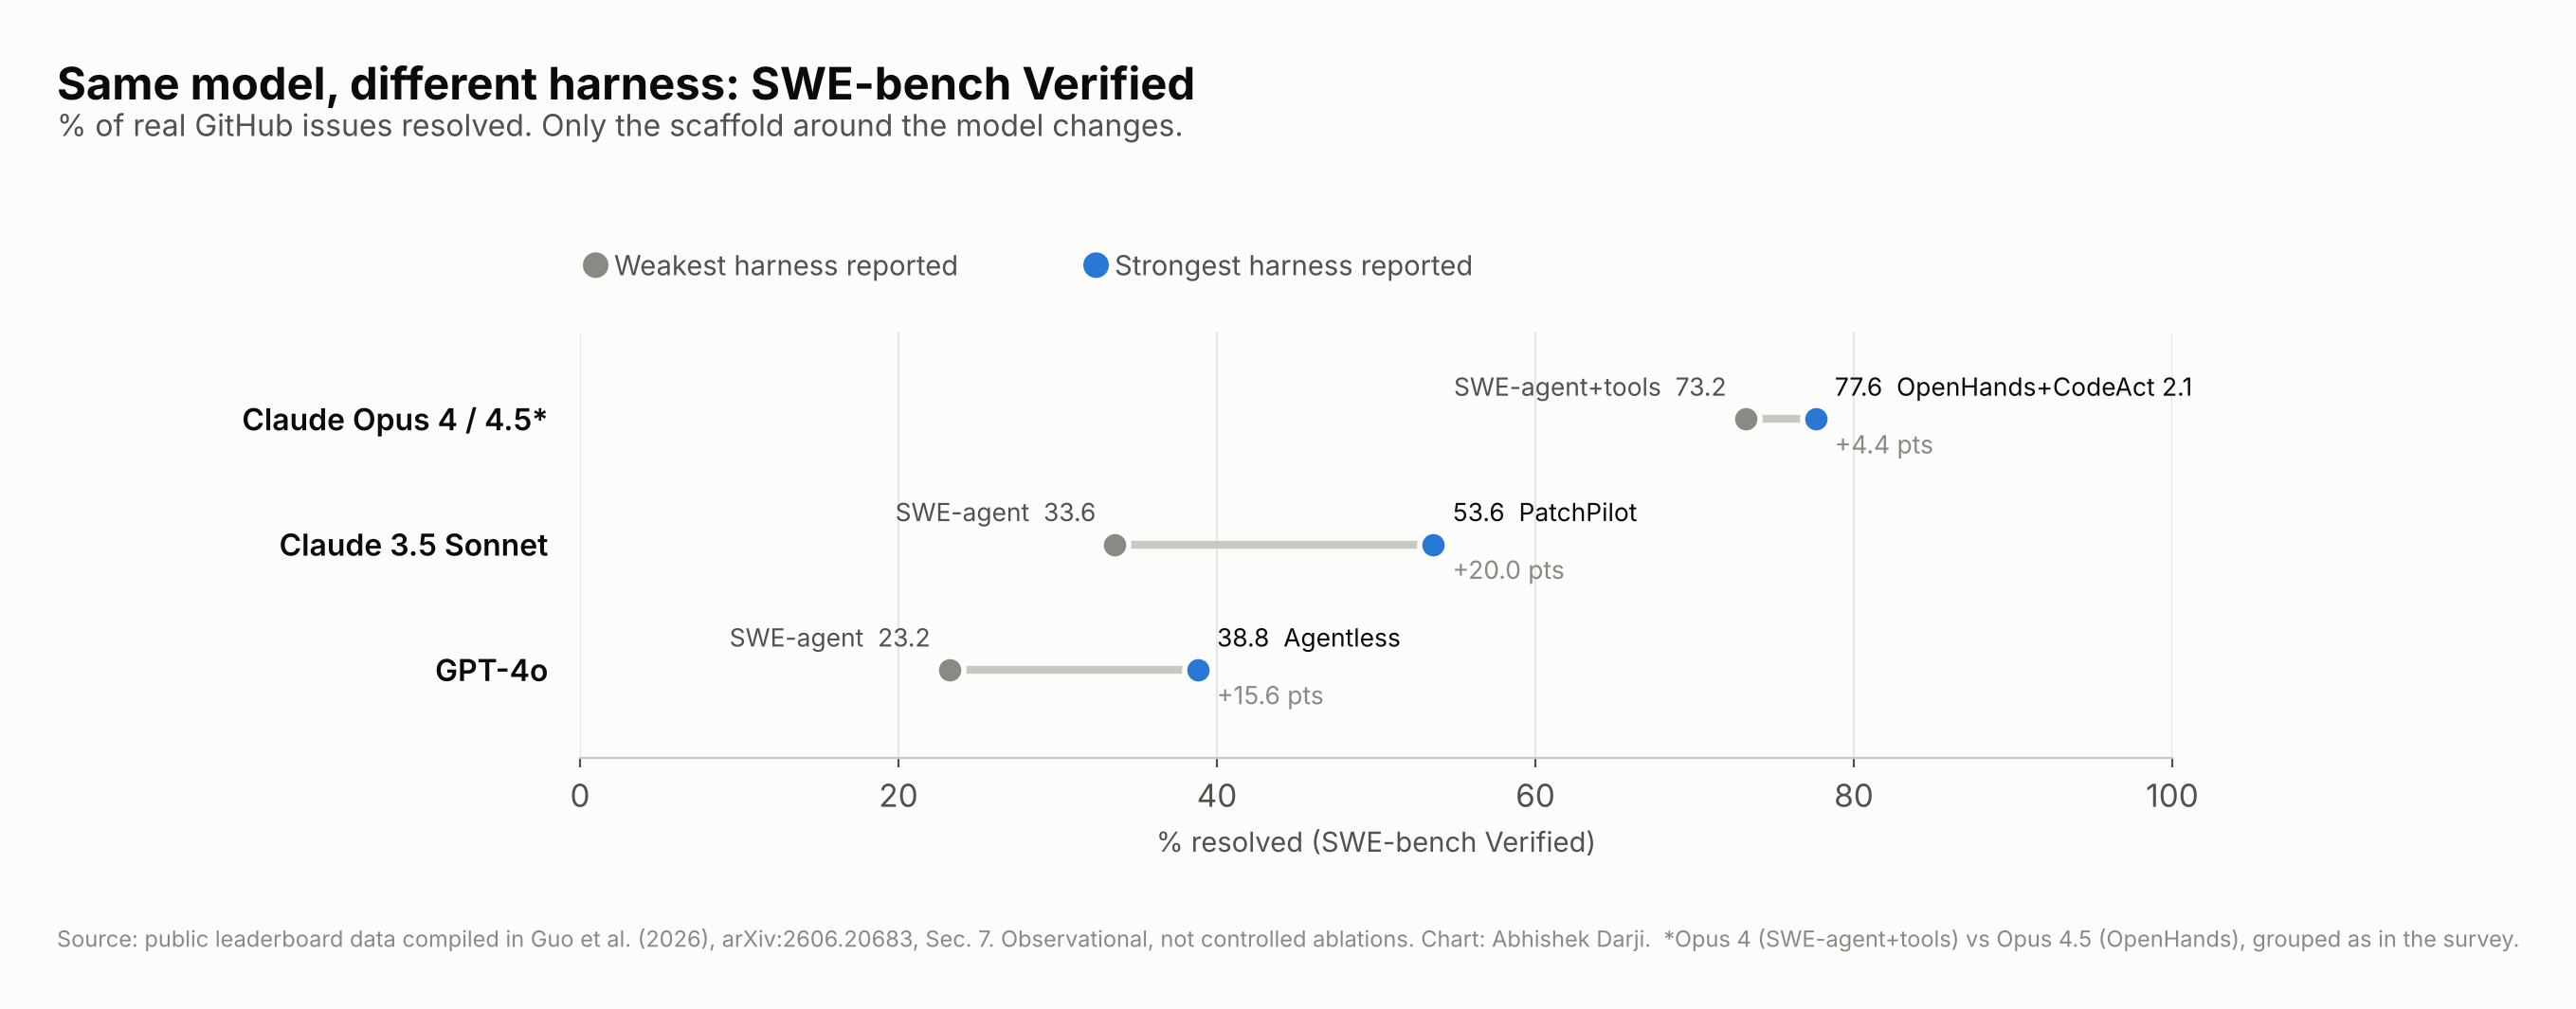 Same model, different harness: SWE-bench Verified
% of real GitHub issues resolved. Only the scaffold around the model changes.
Weakest harness reported
Strongest harness reported
Claude Opus 4 / 4.5*
SWE-agent+tools 73.2
77.6 OpenHands+CodeAct 2.1
+4.4 pts
Claude 3.5 Sonnet
SWE-agent 33.6
53.6 PatchPilot
+20.0 pts
GPT-4o
SWE-agent 23.2
38.8 Agentless
+15.6 pts
0 20 40 60 80 100
% resolved (SWE-bench Verified)
Source: public leaderboard data compiled in Guo et al. (2026), arXiv:2606.20683, Sec. 7. Observational, not controlled ablations. Chart: Abhishek Darji. *Opus 4 (SWE-agent+tools) vs Opus 4.5 (OpenHands), grouped as in the survey.